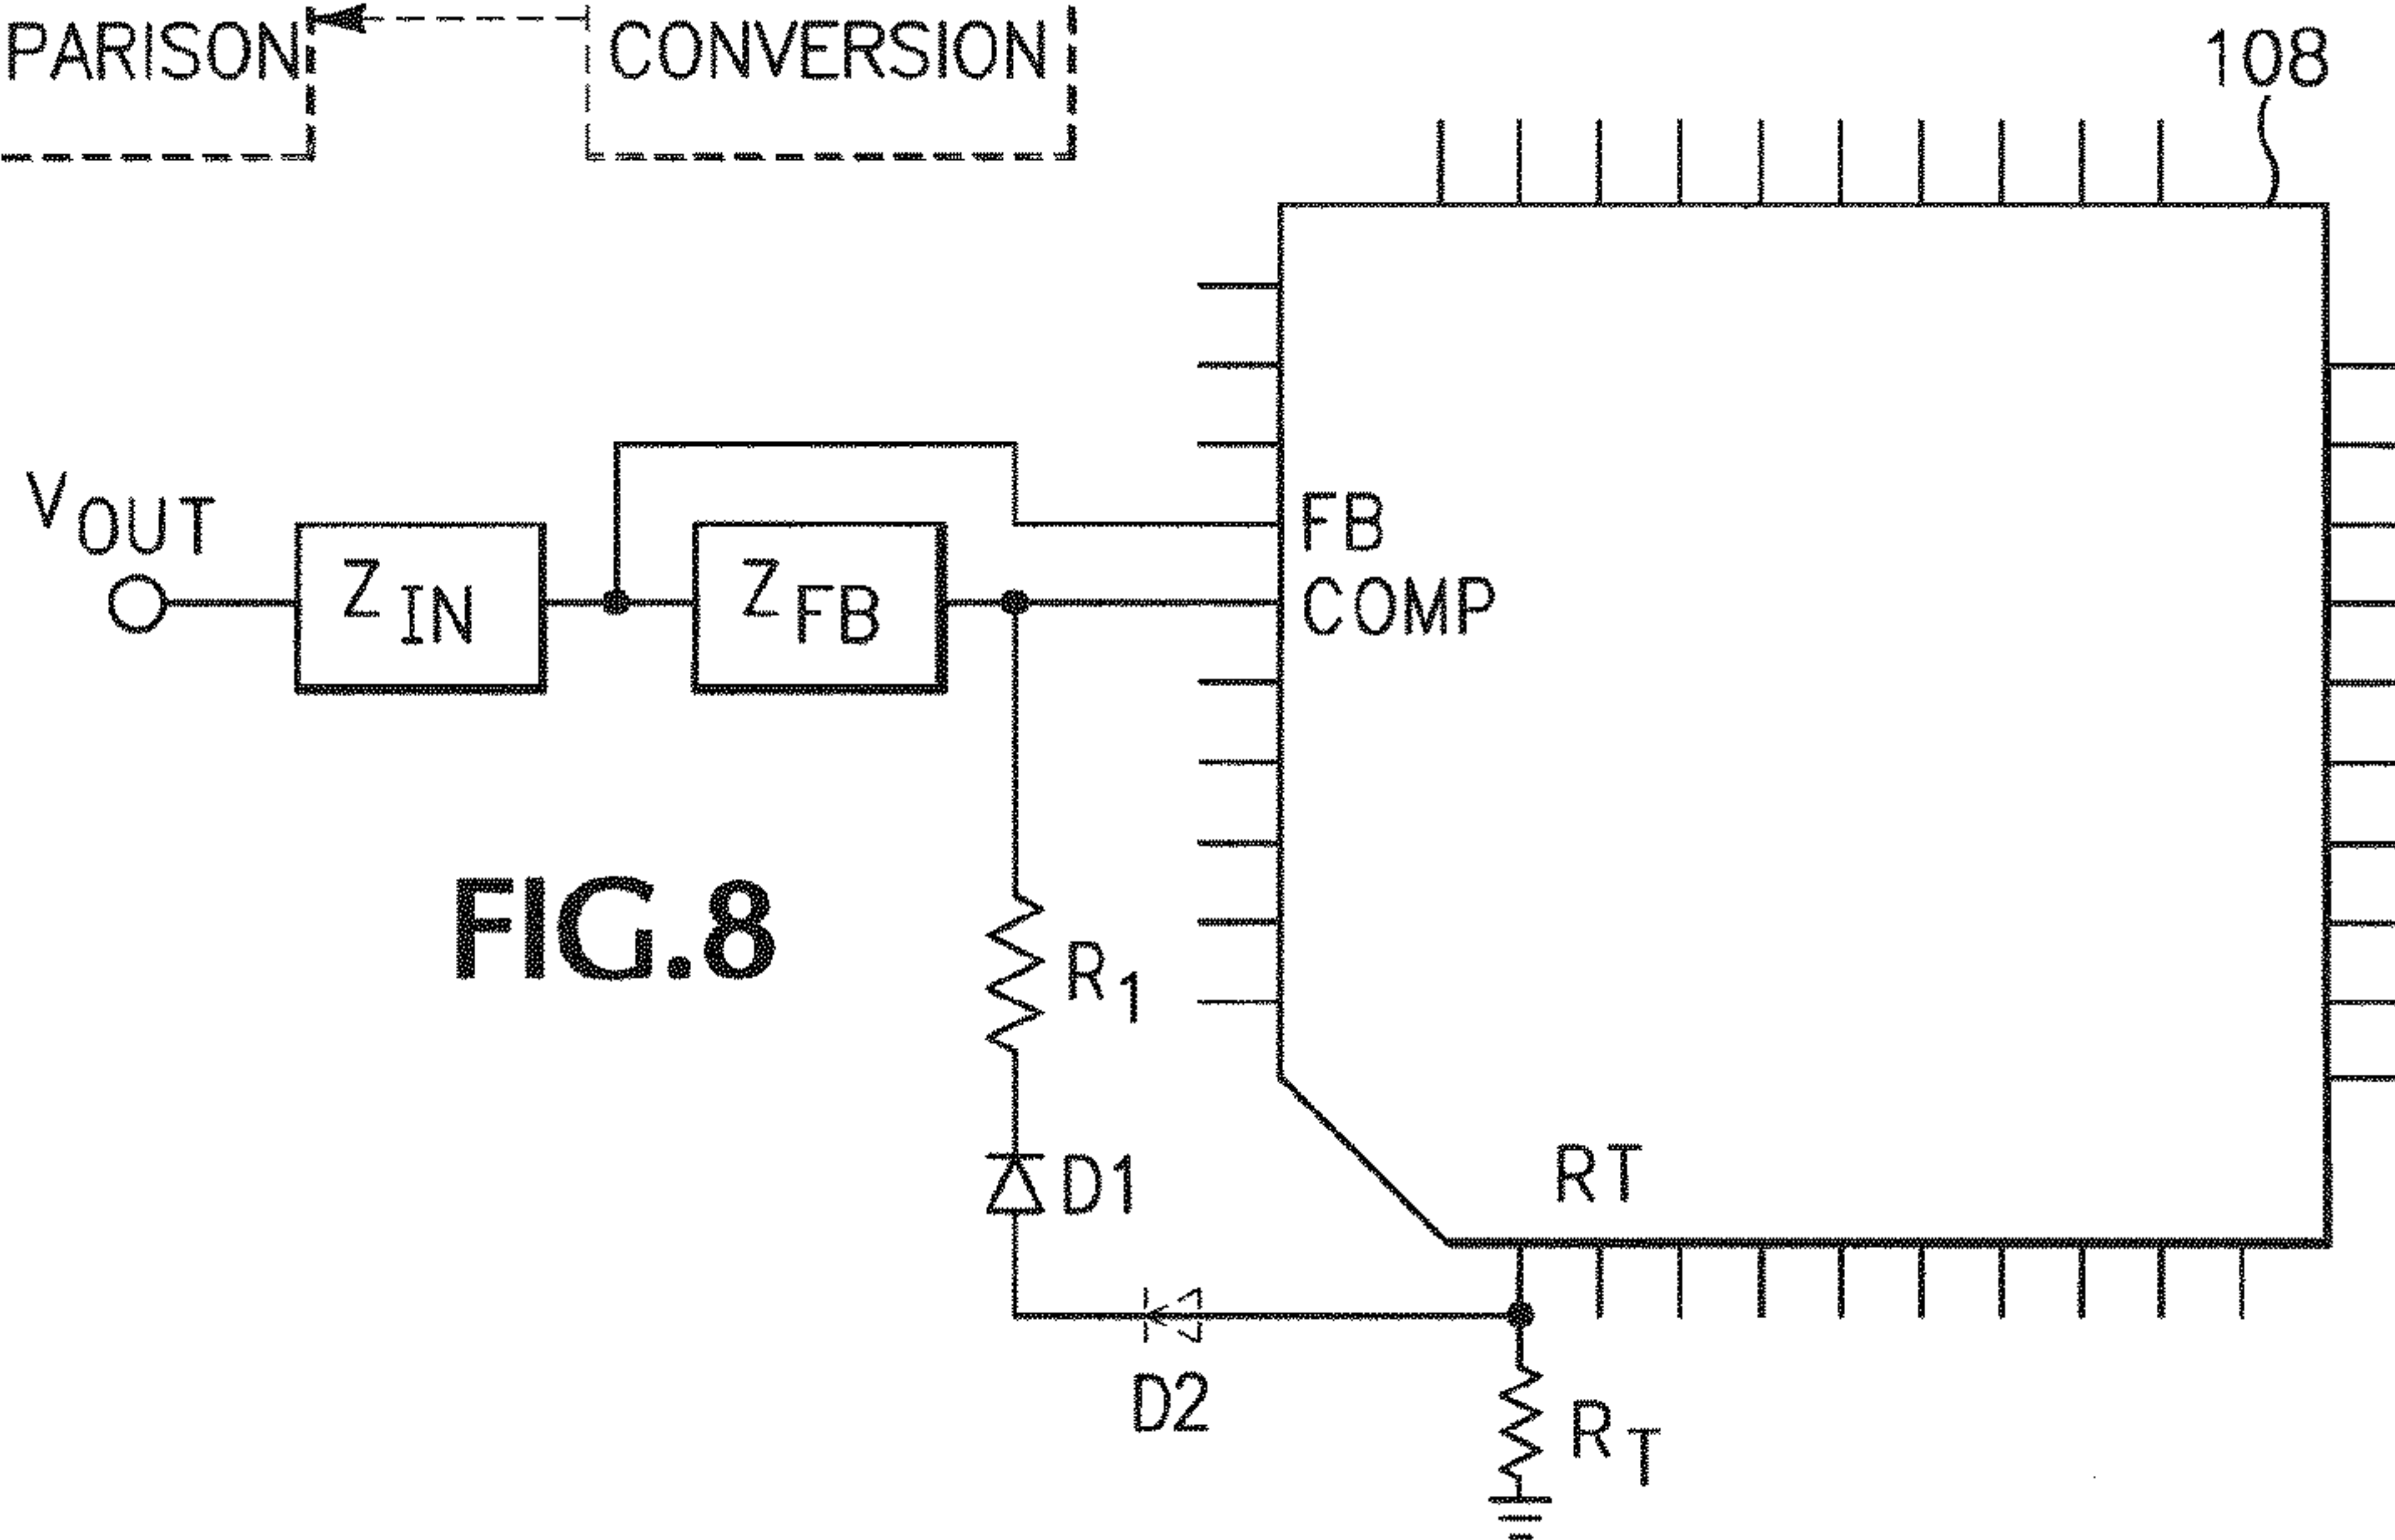 PARISON
CONVERSION
108
VOUT
ZIN
ZFB
FB
COMP
FIG.8
R1
D1
RT
D2
RT